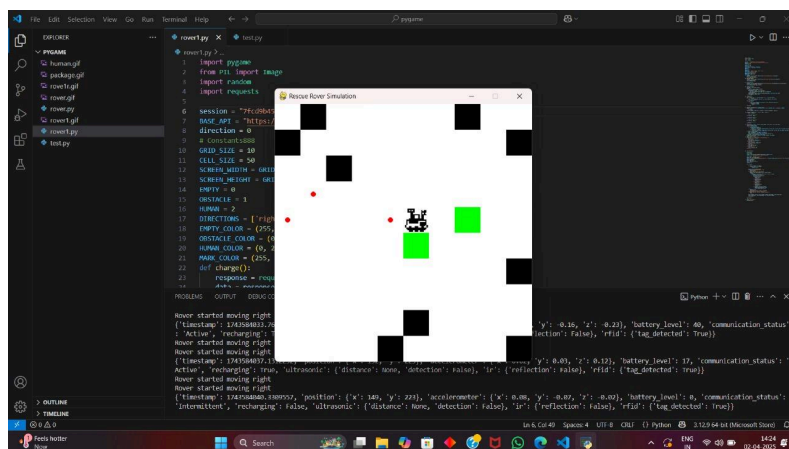 File Edit Selection View Go Run Terminal Help
pygame
EXPLORER
rover1.py
test.py
PYGAME
human.gif
package.gif
rover.gif
rover.py
rover1.gif
rover1.py
test.py
OUTLINE
TIMELINE
rover1.py > ...
1 import pygame
2 from PIL import Image
3 import random
4 import requests
6 session =
7 BASE_API = "https:/
8 direction = 0
9 # Constants888
10 GRID_SIZE = 10
11 CELL_SIZE = 50
12 SCREEN_WIDTH = GRID
13 SCREEN_HEIGHT = GRI
14 EMPTY = 0
15 OBSTACLE = 1
16 HUMAN = 2
17 DIRECTIONS = ['righ
18 EMPTY_COLOR = (255,
19 OBSTACLE_COLOR = (0
20 HUMAN_COLOR = (0, 2
21 MARK_COLOR = (255,
22 def charge():
23 response = requ
Rescue Rover Simulation
PROBLEMS OUTPUT DEBUG CO
Python
Rover started moving right
'y': -0.16, 'z': -0.23}, 'battery_level': 40, 'communication_status'
: 'Active', 'recharging': {'reflection': False}, 'rfid': {'tag_detected': True}}
Rover started moving right
Rover started moving right
'y': 0.03, 'z': 0.12}, 'battery_level': 17, 'communication_status': '
Active', 'recharging': True, 'ultrasonic': {'distance': None, 'detection': False}, 'ir': {'reflection': False}, 'rfid': {'tag_detected': True}}
Rover started moving right
Rover started moving right
{'timestamp': 1743584040.3309557, 'position': {'x': 149, 'y': 223}, 'accelerometer': {'x': 0.08, 'y': -0.07, 'z': -0.02}, 'battery_level': 0, 'communication_status':
'Intermittent', 'recharging': False, 'ultrasonic': {'distance': None, 'detection': False}, 'ir': {'reflection': False}, 'rfid': {'tag_detected': True}}
0 0
Ln 6, Col 49 Spaces: 4 UTF-8 CRLF Python 3.12.9 64-bit (Microsoft Store)
Feels hotter
Now
Search
ENG
IN
14:24
02-04-2025